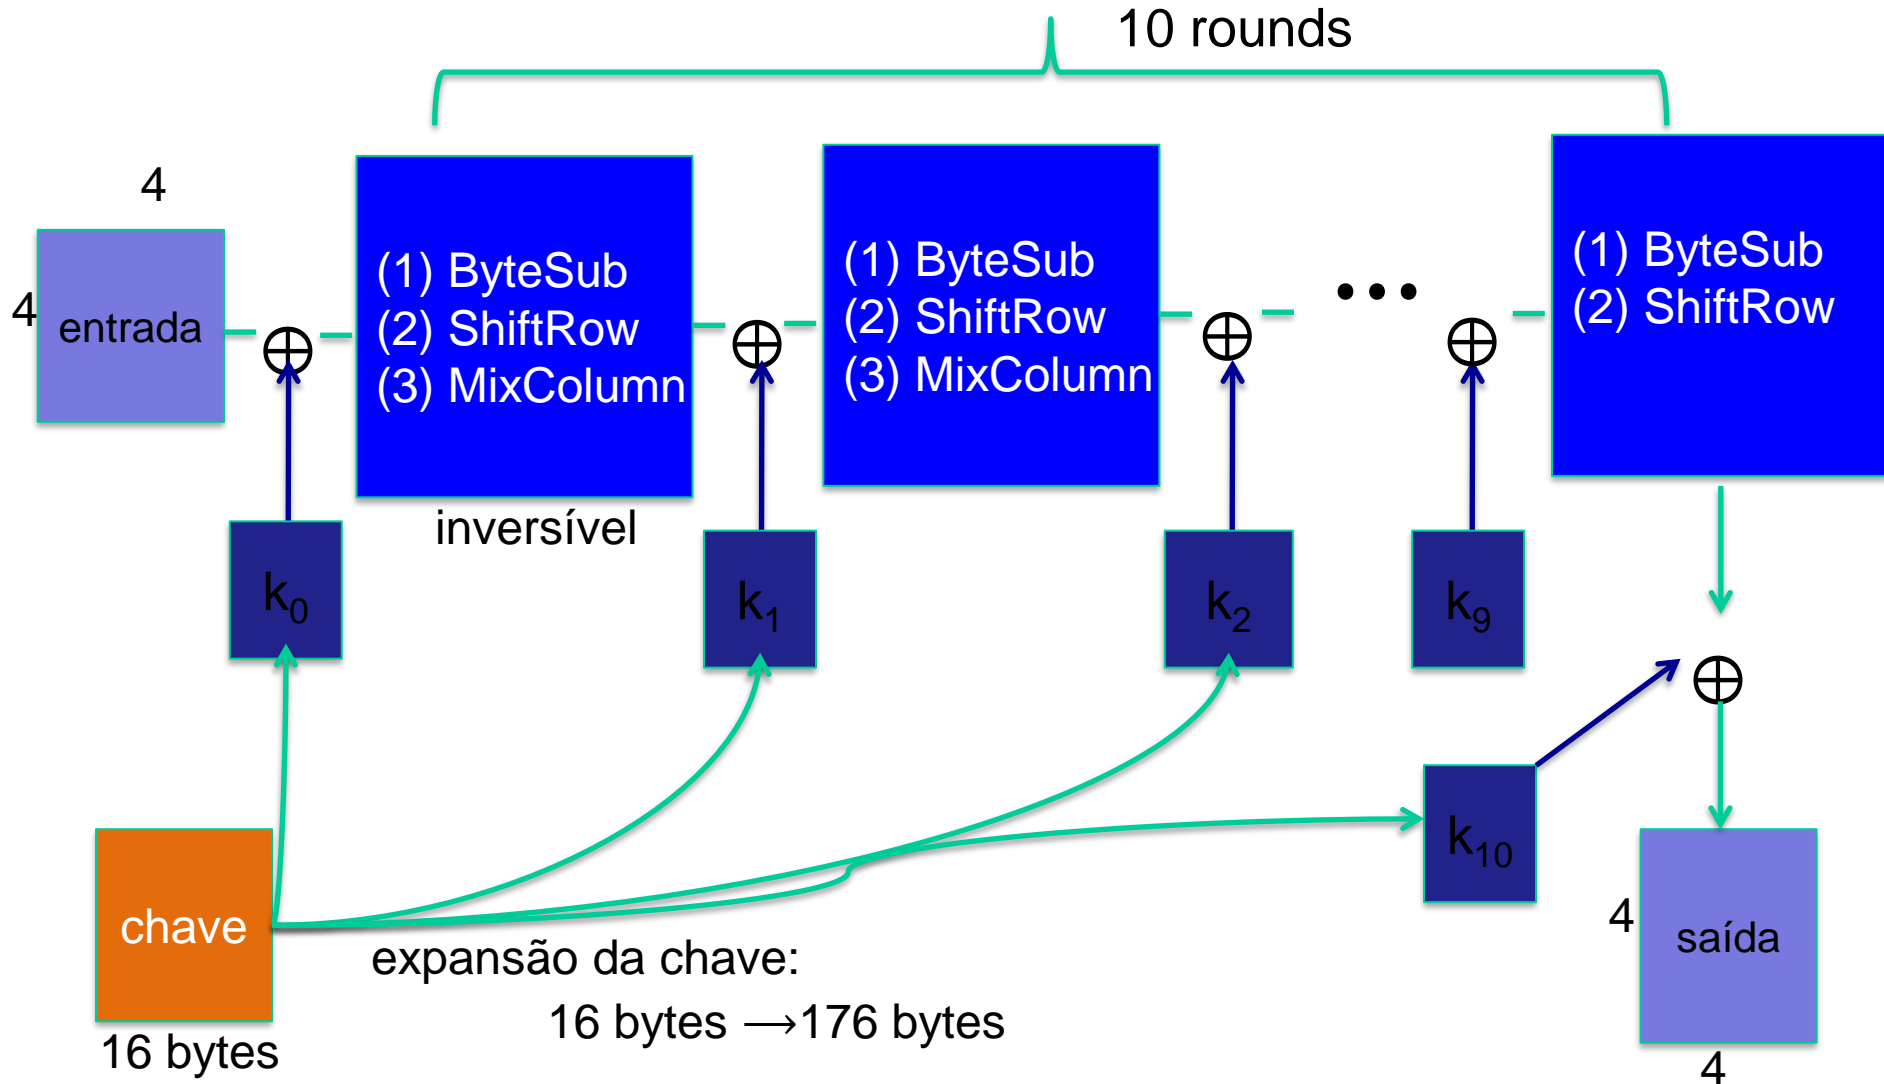 10 rounds
4
4
entrada
(1) ByteSub
(2) ShiftRow
(3) MixColumn
inversível
(1) ByteSub
(2) ShiftRow
(3) MixColumn
•••
(1) ByteSub
(2) ShiftRow
k₀
k₁
k₂
k₉
k₁₀
chave
16 bytes
expansão da chave:
16 bytes ⟶176 bytes
4
saída
4